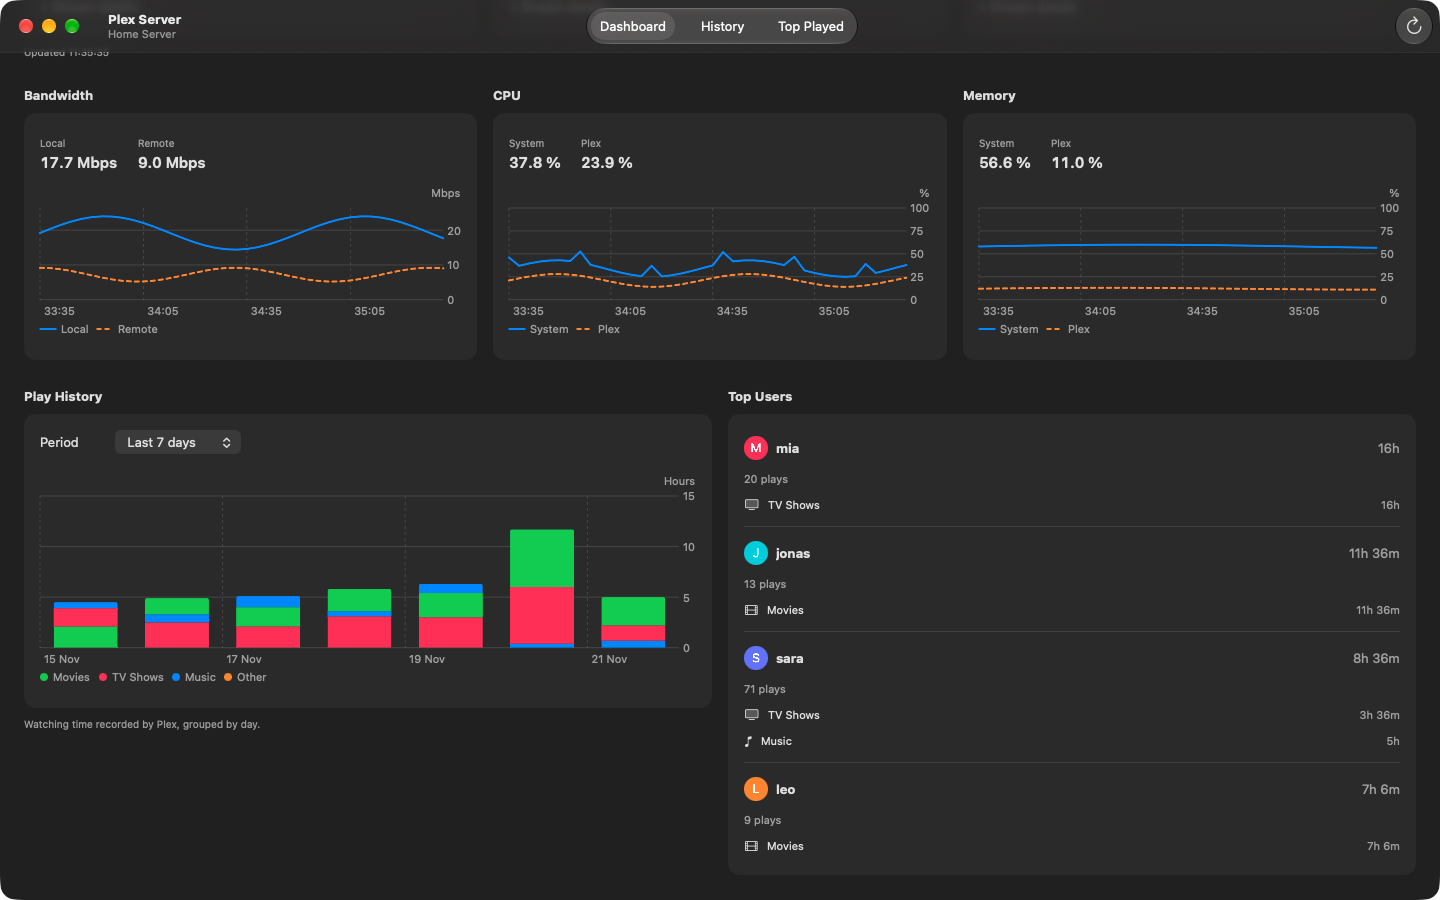 Plex Server
Home Server
Dashboard
History
Top Played
Updated 11:35:35
Bandwidth
Local
Remote
17.7 Mbps
9.0 Mbps
Mbps
20
10
0
33:35
34:05
34:35
35:05
Local
Remote
CPU
System
Plex
37.8 %
23.9 %
%
100
75
50
25
0
33:35
34:05
34:35
35:05
System
Plex
Memory
System
Plex
56.6 %
11.0 %
%
100
75
50
25
0
33:35
34:05
34:35
35:05
System
Plex
Play History
Period
Last 7 days
Hours
15
10
5
0
15 Nov
17 Nov
19 Nov
21 Nov
Movies
TV Shows
Music
Other
Watching time recorded by Plex, grouped by day.
Top Users
M
mia
16h
20 plays
TV Shows
16h
J
jonas
11h 36m
13 plays
Movies
11h 36m
S
sara
8h 36m
71 plays
TV Shows
3h 36m
Music
5h
L
leo
7h 6m
9 plays
Movies
7h 6m